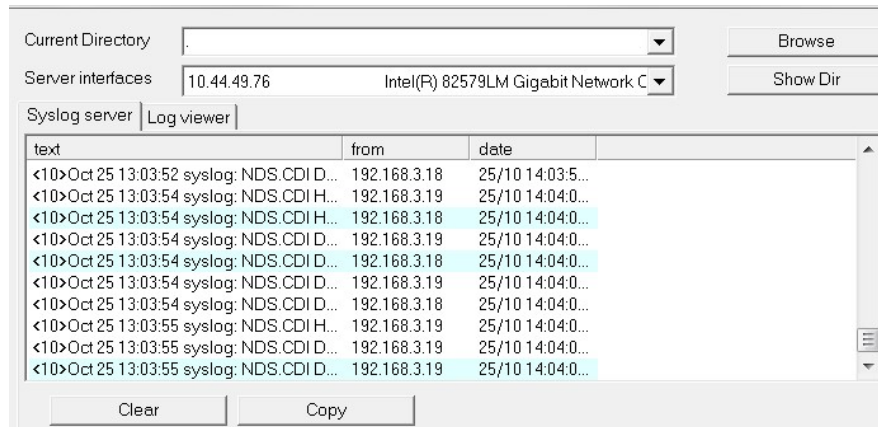 Current Directory . Browse
Server interfaces 10.44.49.76 Intel(R) 82579LM Gigabit Network C Show Dir
Syslog server Log viewer
text from date
<10>Oct 25 13:03:52 syslog: NDS.CDI D... 192.168.3.18 25/10 14:03:5...
<10>Oct 25 13:03:54 syslog: NDS.CDI H... 192.168.3.19 25/10 14:04:0...
<10>Oct 25 13:03:54 syslog: NDS.CDI H... 192.168.3.18 25/10 14:04:0...
<10>Oct 25 13:03:54 syslog: NDS.CDI D... 192.168.3.19 25/10 14:04:0...
<10>Oct 25 13:03:54 syslog: NDS.CDI D... 192.168.3.18 25/10 14:04:0...
<10>Oct 25 13:03:54 syslog: NDS.CDI D... 192.168.3.19 25/10 14:04:0...
<10>Oct 25 13:03:54 syslog: NDS.CDI D... 192.168.3.18 25/10 14:04:0...
<10>Oct 25 13:03:55 syslog: NDS.CDI H... 192.168.3.19 25/10 14:04:0...
<10>Oct 25 13:03:55 syslog: NDS.CDI D... 192.168.3.19 25/10 14:04:0...
<10>Oct 25 13:03:55 syslog: NDS.CDI D... 192.168.3.19 25/10 14:04:0...
Clear Copy